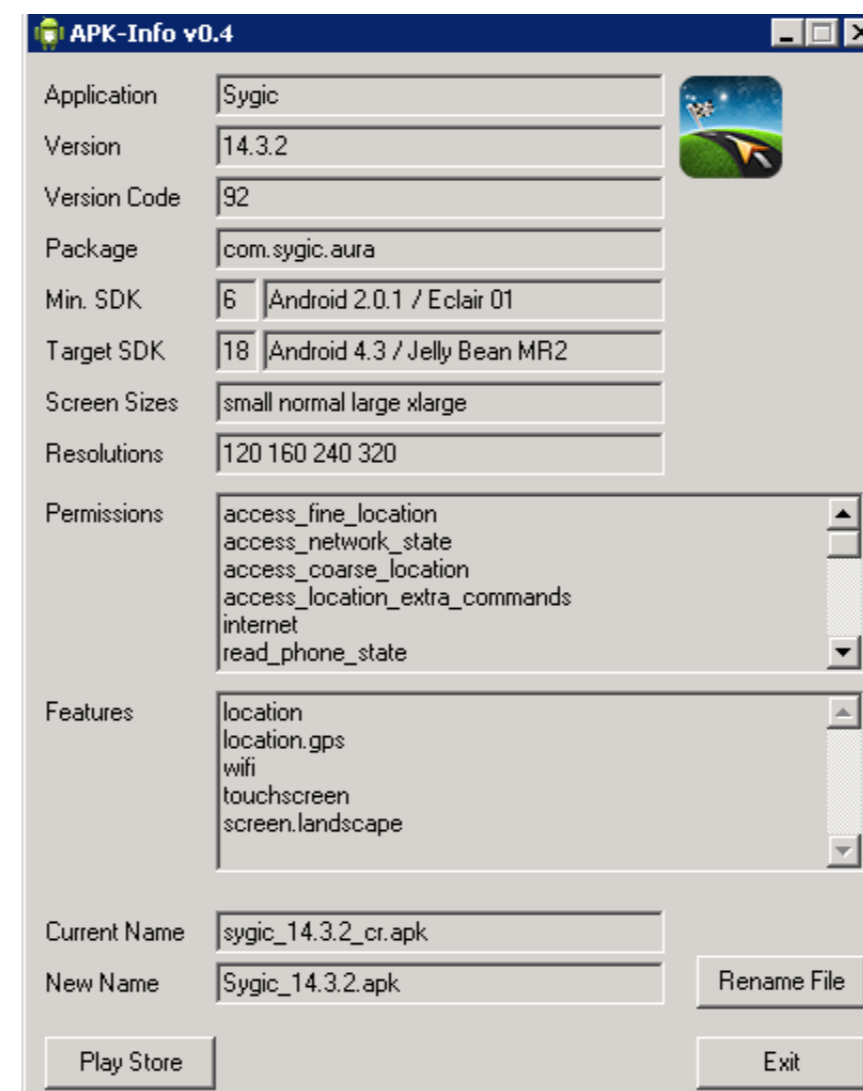 APK-Info v0.4
Application Sygic
Version 14.3.2
Version Code 92
Package com.sygic.aura
Min. SDK 6 Android 2.0.1 / Eclair 01
Target SDK 18 Android 4.3 / Jelly Bean MR2
Screen Sizes small normal large xlarge
Resolutions 120 160 240 320
Permissions access_fine_location
access_network_state
access_coarse_location
access_location_extra_commands
internet
read_phone_state
Features location
location.gps
wifi
touchscreen
screen.landscape
Current Name sygic_14.3.2_cr.apk
New Name Sygic_14.3.2.apk Rename File
Play Store Exit